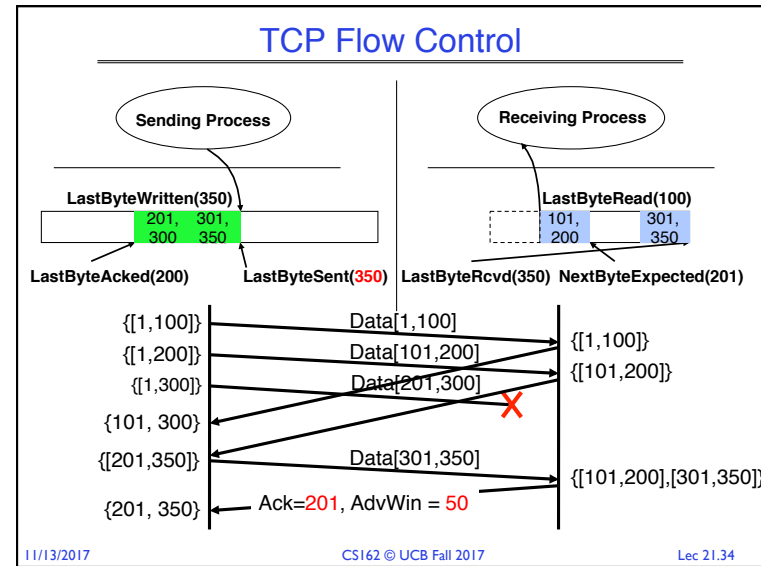 TCP Flow Control
Sending Process
Receiving Process
LastByteWritten(350)
LastByteRead(100)
201, 301,
300 350
101, 301,
200 350
LastByteAcked(200)
LastByteSent(350)
LastByteRcvd(350)
NextByteExpected(201)
{[1,100]}
Data[1,100]
{[1,100]}
{[1,200]}
Data[101,200]
{[101,200]}
{[1,300]}
Data[201,300]
{101, 300}
{[201,350]}
Data[301,350]
{[101,200],[301,350]}
{201, 350}
Ack=201, AdvWin = 50
11/13/2017
CS162 © UCB Fall 2017
Lec 21.34